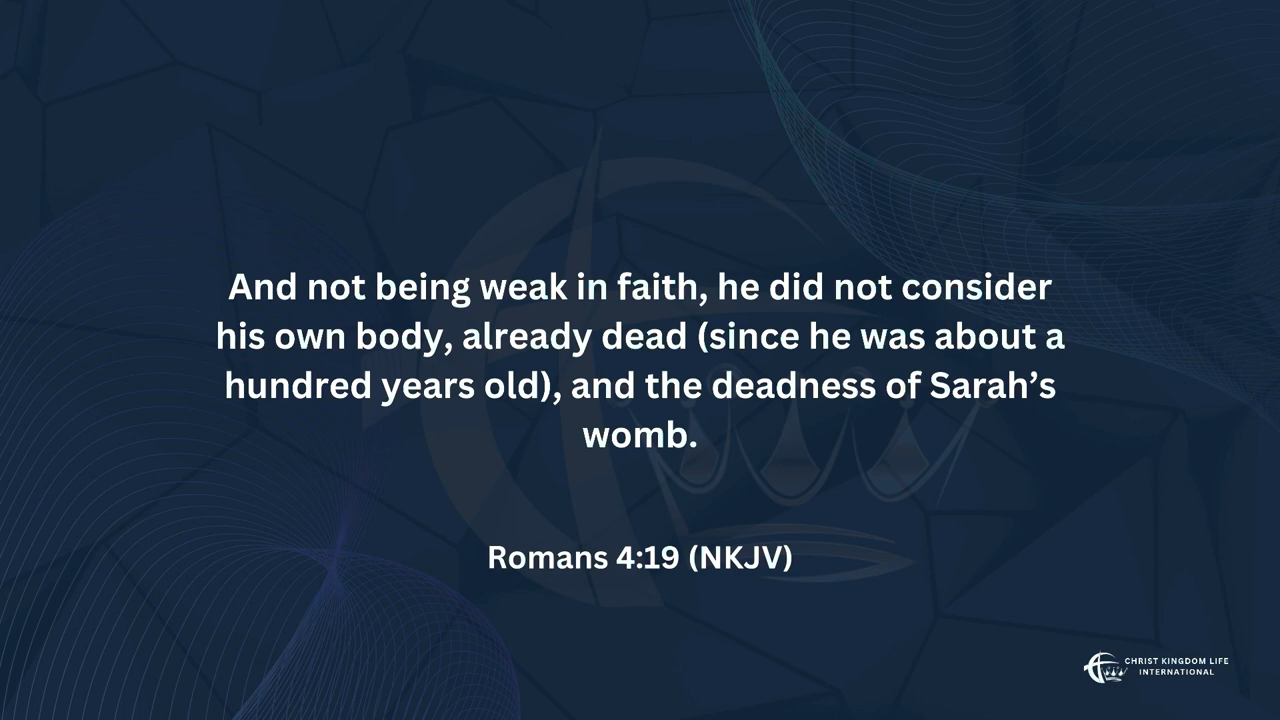 And not being weak in faith, he did not consider
his own body, already dead (since he was about a
hundred years old), and the deadness of Sarah’s
womb.
Romans 4:19 (NKJV)
CHRIST KINGDOM LIFE
INTERNATIONAL